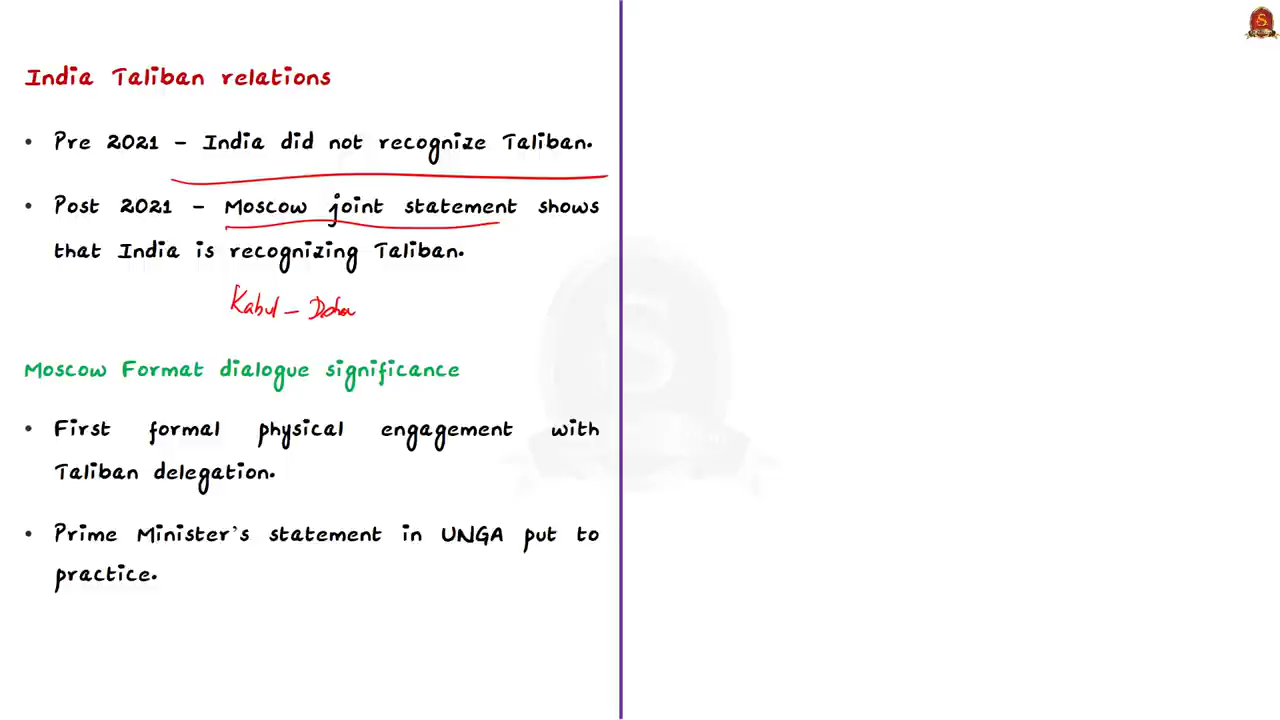 India Taliban relations
• Pre 2021 – India did not recognize Taliban.
• Post 2021 – Moscow joint statement shows
that India is recognizing Taliban.
Kabul – Doha
Moscow Format dialogue significance
• First formal physical engagement with
Taliban delegation.
• Prime Minister's statement in UNGA put to
practice.